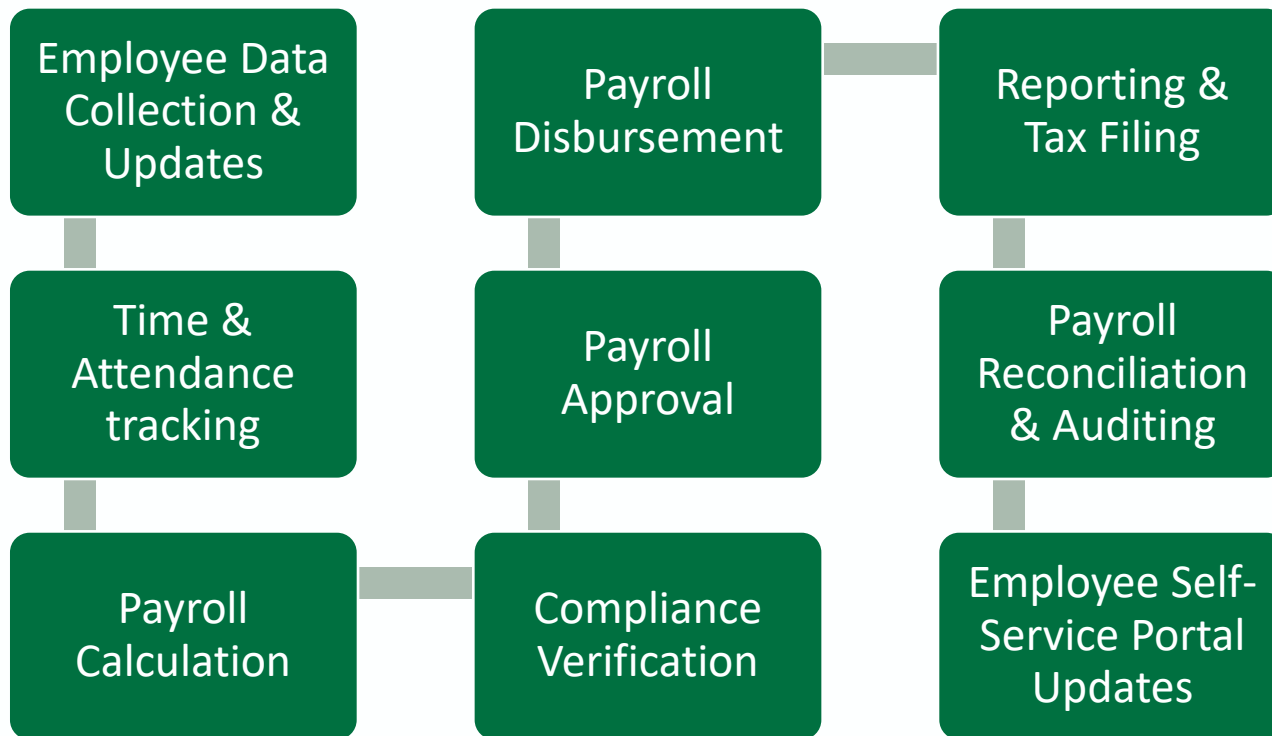 Employee Data
Collection &
Updates
Time &
Attendance
tracking
Payroll
Calculation
Compliance
Verification
Payroll
Approval
Payroll
Disbursement
Reporting &
Tax Filing
Payroll
Reconciliation
& Auditing
Employee Self-
Service Portal
Updates